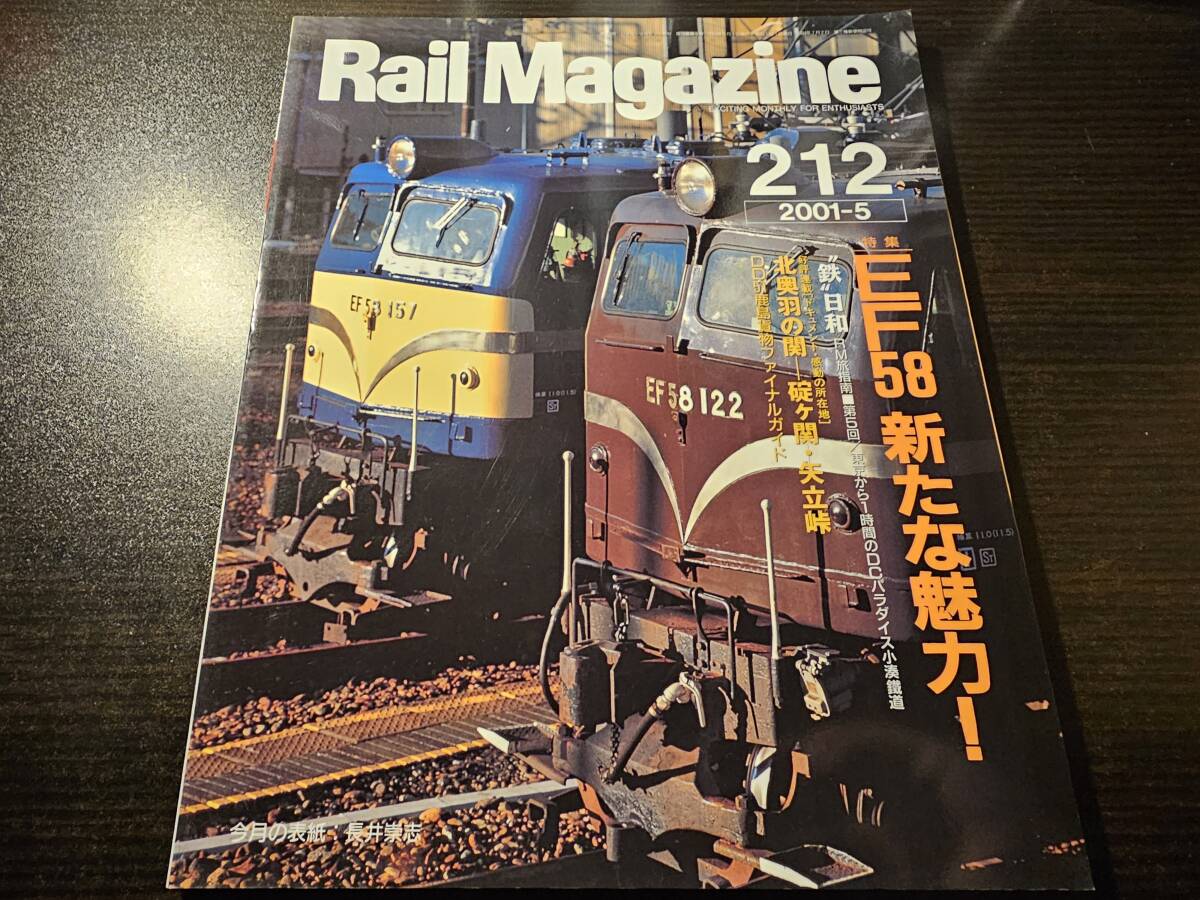 Rail Magazine
EXCITING MONTHLY FOR ENTHUSIASTS
212
2001-5
特集
EF58 新たな魅力!
“鉄”日和
RM旅指南■第5回/東京から1時間のDCパラダイス小湊鐵道
[好評連載/ドキュメント・感動の所在地]
北奥羽の関──碇ヶ関・矢立峠
DD51鹿島貨物ファイナルガイド
EF58 157
EF58122
今月の表紙:長井崇志